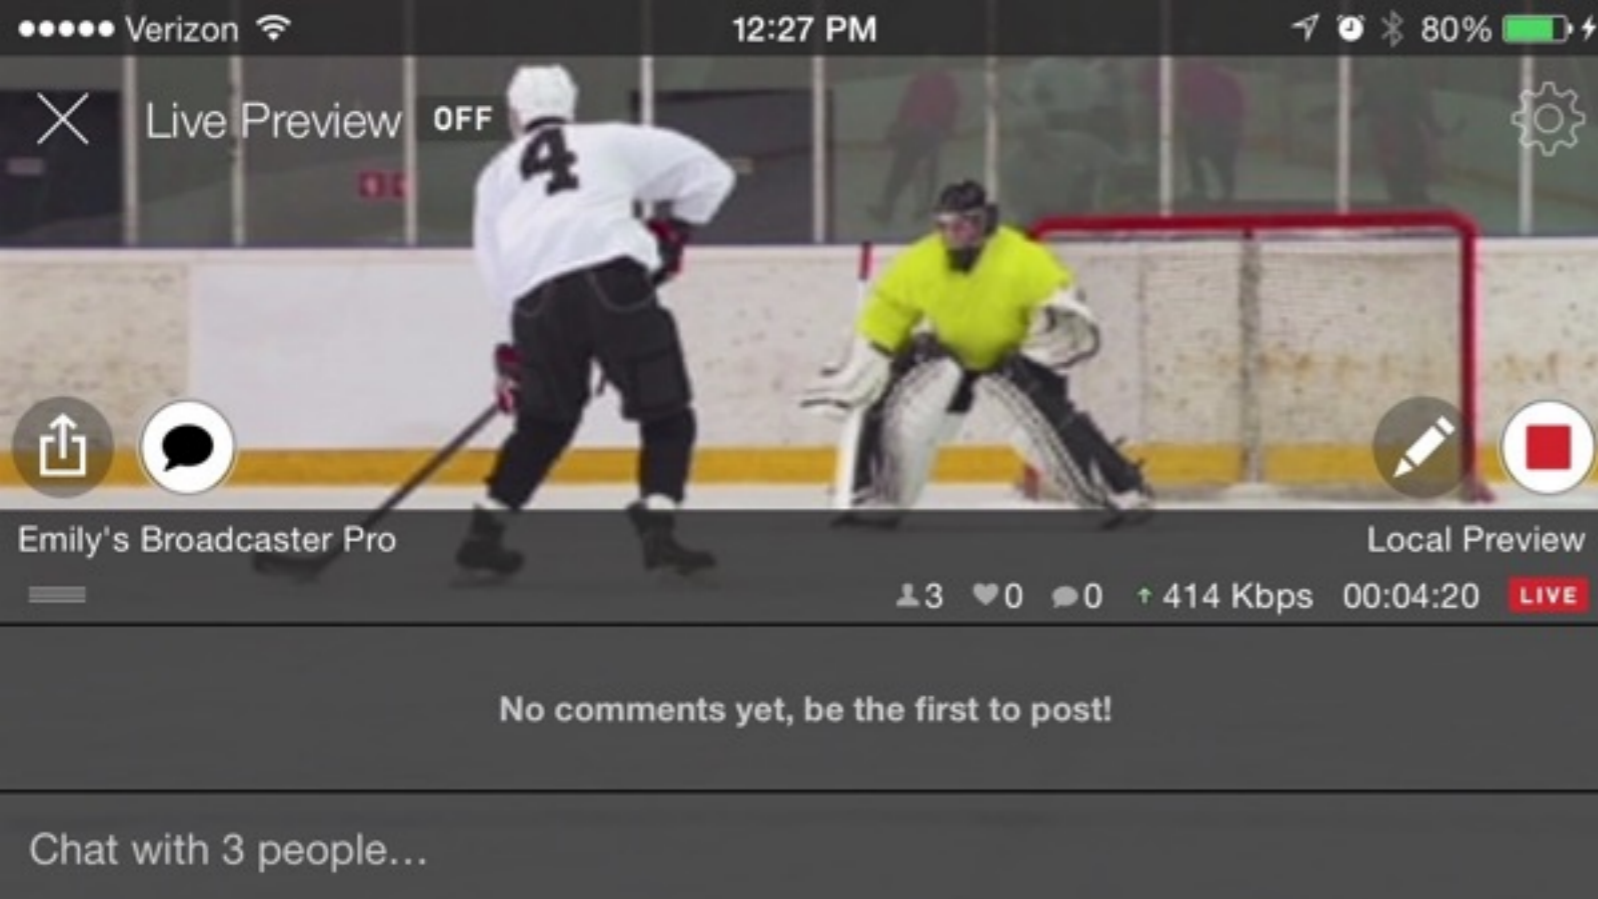 Verizon 12:27 PM 80%
Live Preview OFF
4
Emily's Broadcaster Pro Local Preview
3 0 0 414 Kbps 00:04:20 LIVE
No comments yet, be the first to post!
Chat with 3 people...